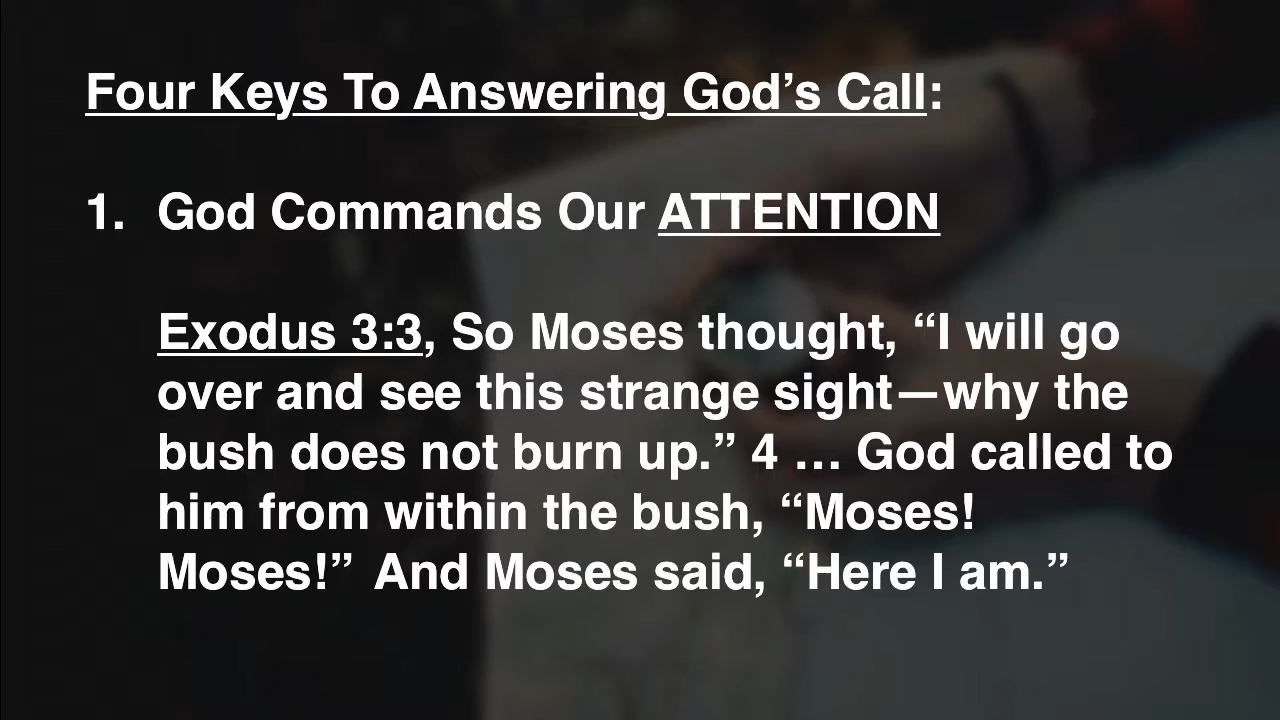 Four Keys To Answering God’s Call:
1. God Commands Our ATTENTION
Exodus 3:3, So Moses thought, “I will go
over and see this strange sight—why the
bush does not burn up.” 4 … God called to
him from within the bush, “Moses!
Moses!” And Moses said, “Here I am.”